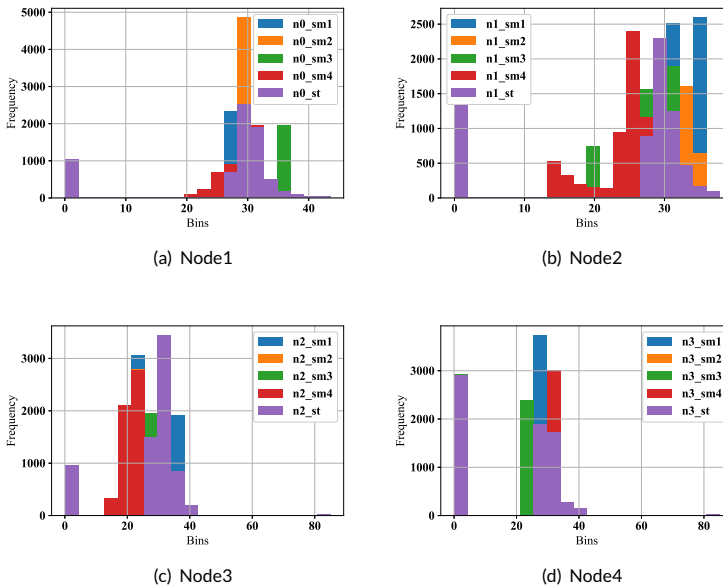 5000
4000
3000
2000
1000
0
Frequency
0 10 20 30 40
Bins
n0_sm1
n0_sm2
n0_sm3
n0_sm4
n0_st
(a) Node1
2500
2000
1500
1000
500
0
Frequency
0 10 20 30
Bins
n1_sm1
n1_sm2
n1_sm3
n1_sm4
n1_st
(b) Node2
3000
2000
1000
0
Frequency
0 20 40 60 80
Bins
n2_sm1
n2_sm2
n2_sm3
n2_sm4
n2_st
(c) Node3
3000
2000
1000
0
Frequency
0 20 40 60 80
Bins
n3_sm1
n3_sm2
n3_sm3
n3_sm4
n3_st
(d) Node4